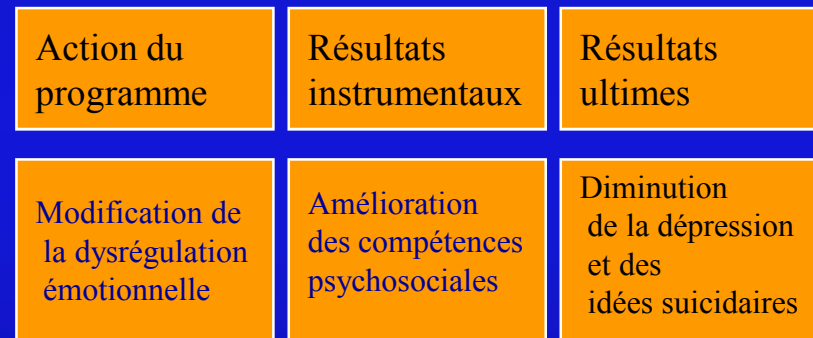 Action du
programme
Résultats
instrumentaux
Résultats
ultimes
Modification de
la dysrégulation
émotionnelle
Amélioration
des compétences
psychosociales
Diminution
de la dépression
et des
idées suicidaires